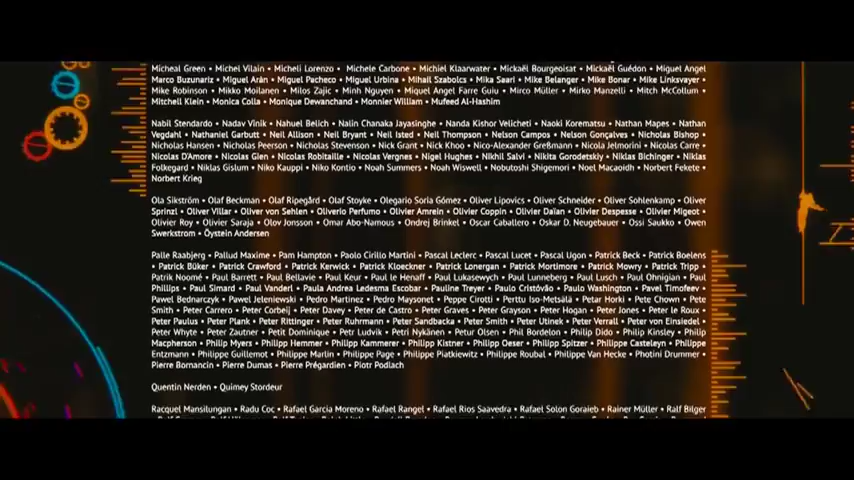 Micheal Green • Michel Vilain • Micheli Lorenzo • Michele Carbone • Michiel Klaarwater • Mickaël Bourgeoisat • Mickaël Guédon • Miguel Angel
Marco Buzunariz • Miguel Arán • Miguel Pacheco • Miguel Urbina • Mihail Szabolcs • Mika Saari • Mike Belanger • Mike Bonar • Mike Linksvayer •
Mike Robinson • Mikko Moilanen • Milos Zajic • Minh Nguyen • Miquel Angel Farre Guiu • Mirco Müller • Mirko Manzelli • Mitch McCollum •
Mitchell Klein • Monica Colla • Monique Dewanchand • Monnier William • Mufeed Al-Hashim
Nabil Stendardo • Nadav Vinik • Nahuel Belich • Nalin Chanaka Jayasinghe • Nanda Kishor Velicheti • Naoki Korematsu • Nathan Mapes • Nathan
Vegdahl • Nathaniel Garbutt • Neil Allison • Neil Bryant • Neil Isted • Neil Thompson • Nelson Campos • Nelson Gonçalves • Nicholas Bishop •
Nicholas Hansen • Nicholas Peerson • Nicholas Stevenson • Nick Grant • Nick Khoo • Nico-Alexander Greßmann • Nicola Jelmorini • Nicolas Carre •
Nicolas D'Amore • Nicolas Glen • Nicolas Robitaille • Nicolas Vergnes • Nigel Hughes • Nikhil Salvi • Nikita Gorodetskiy • Niklas Bichinger • Niklas
Folkegard • Niklas Gislum • Niko Kauppi • Niko Kontio • Noah Summers • Noah Wiswell • Nobutoshi Shigemori • Noel Macaoidh • Norbert Fekete •
Norbert Krieg
Ola Sikström • Olaf Beckman • Olaf Ripegård • Olaf Stoyke • Olegario Soria Gómez • Oliver Lipovics • Oliver Schneider • Oliver Sohlenkamp • Oliver
Sprinzl • Oliver Villar • Oliver von Sehlen • Oliverio Perfumo • Olivier Amrein • Olivier Coppin • Olivier Daïan • Olivier Despesse • Olivier Migeot •
Olivier Roy • Olivier Saraja • Olov Jonsson • Omar Abo-Namous • Ondrej Brinkel • Oscar Caballero • Oskar D. Neugebauer • Ossi Saukko • Owen
Swerkstrom • Öystein Andersen
Palle Raabjerg • Pallud Maxime • Pam Hampton • Paolo Cirillo Martini • Pascal Leclerc • Pascal Lucet • Pascal Ugon • Patrick Beck • Patrick Boelens
• Patrick Büker • Patrick Crawford • Patrick Kerwick • Patrick Kloeckner • Patrick Lonergan • Patrick Mortimore • Patrick Mowry • Patrick Tripp •
Patrik Noomé • Paul Barrett • Paul Bellavie • Paul Keur • Paul le Henaff • Paul Lukasewych • Paul Lunneberg • Paul Lusch • Paul Ohnigian • Paul
Phillips • Paul Simard • Paul Vanderl • Paula Andrea Ledesma Escobar • Pauline Treyer • Paulo Cristóvão • Paulo Washington • Pavel Timofeev •
Pawel Bednarczyk • Pawel Jeleniewski • Pedro Martinez • Pedro Maysonet • Peppe Cirotti • Perttu Iso-Metsälä • Petar Horki • Pete Chown • Pete
Smith • Peter Carrero • Peter Corbeij • Peter Davey • Peter de Castro • Peter Graves • Peter Grayson • Peter Hogan • Peter Jones • Peter le Roux •
Peter Paulus • Peter Plank • Peter Rittinger • Peter Ruhrmann • Peter Sandbacka • Peter Smith • Peter Utinek • Peter Verrall • Peter von Einsiedel •
Peter Whyte • Peter Zautner • Petit Dominique • Petr Ludvík • Petri Nykänen • Petur Olsen • Phil Bordelon • Philip Dido • Philip Kinsley • Philip
Macpherson • Philip Myers • Philipp Hemmer • Philipp Kammerer • Philipp Kistner • Philipp Oeser • Philipp Spitzer • Philippe Casteleyn • Philippe
Entzmann • Philippe Guillemot • Philippe Marlin • Philippe Page • Philippe Piatkiewitz • Philippe Roubal • Philippe Van Hecke • Photini Drummer •
Pierre Bornancin • Pierre Dumas • Pierre Prégardien • Piotr Podlach
Quentin Nerden • Quimey Stordeur
Racquel Mansilungan • Radu Coc • Rafael García Moreno • Rafael Rangel • Rafael Rios Saavedra • Rafael Solon Goraieb • Rainer Müller • Ralf Bilger